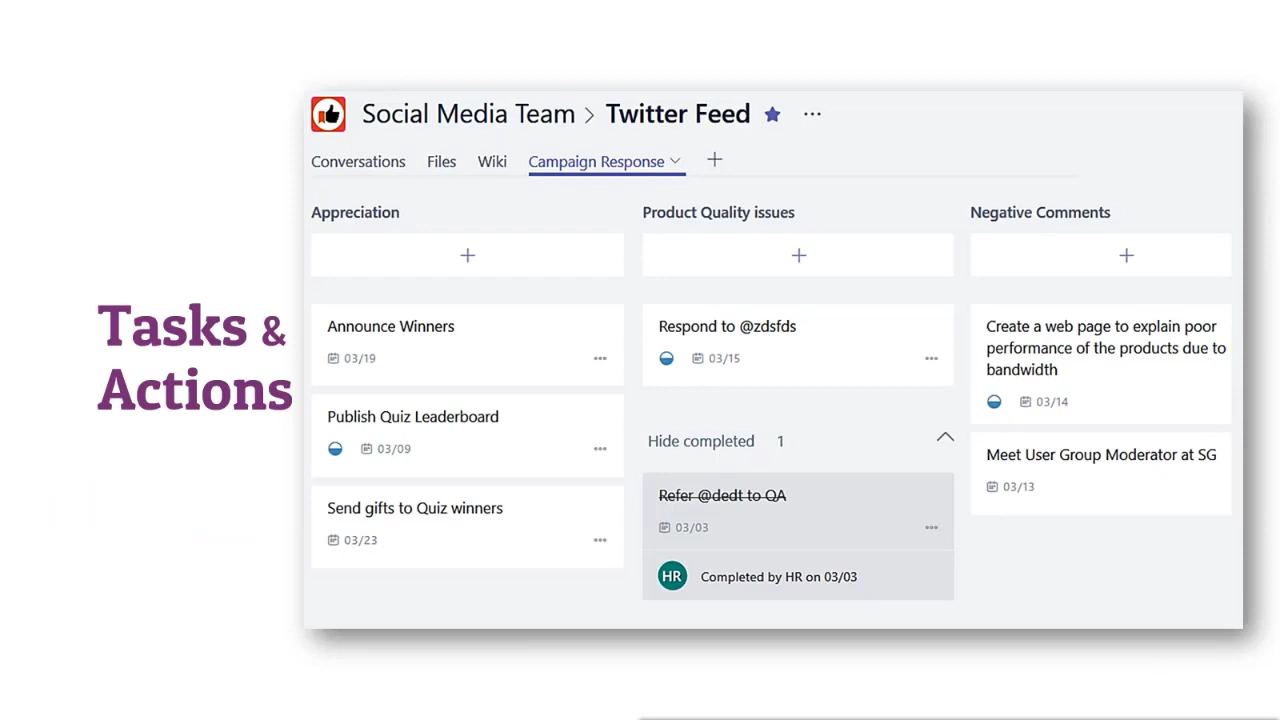 Tasks &
Actions
Social Media Team > Twitter Feed
Conversations Files Wiki Campaign Response
Appreciation
Announce Winners
03/19
Publish Quiz Leaderboard
03/09
Send gifts to Quiz winners
03/23
Product Quality issues
Respond to @zdsfds
03/15
Hide completed 1
Refer @dedt to QA
03/03
HR Completed by HR on 03/03
Negative Comments
Create a web page to explain poor
performance of the products due to
bandwidth
03/14
Meet User Group Moderator at SG
03/13